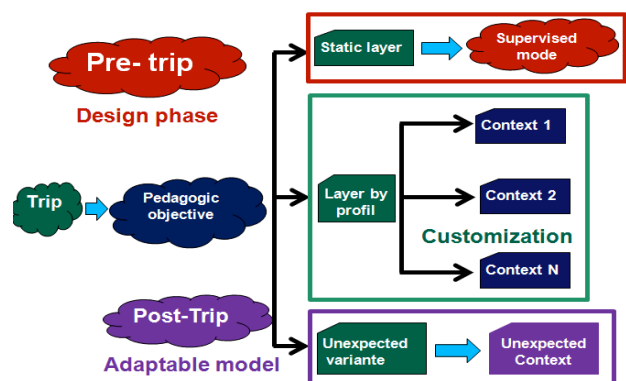 Pre- trip
Design phase
Static layer
Supervised
mode
Trip
Pedagogic
objective
Layer by
profil
Context 1
Context 2
Customization
Context N
Post-Trip
Adaptable model
Unexpected
variante
Unexpected
Context